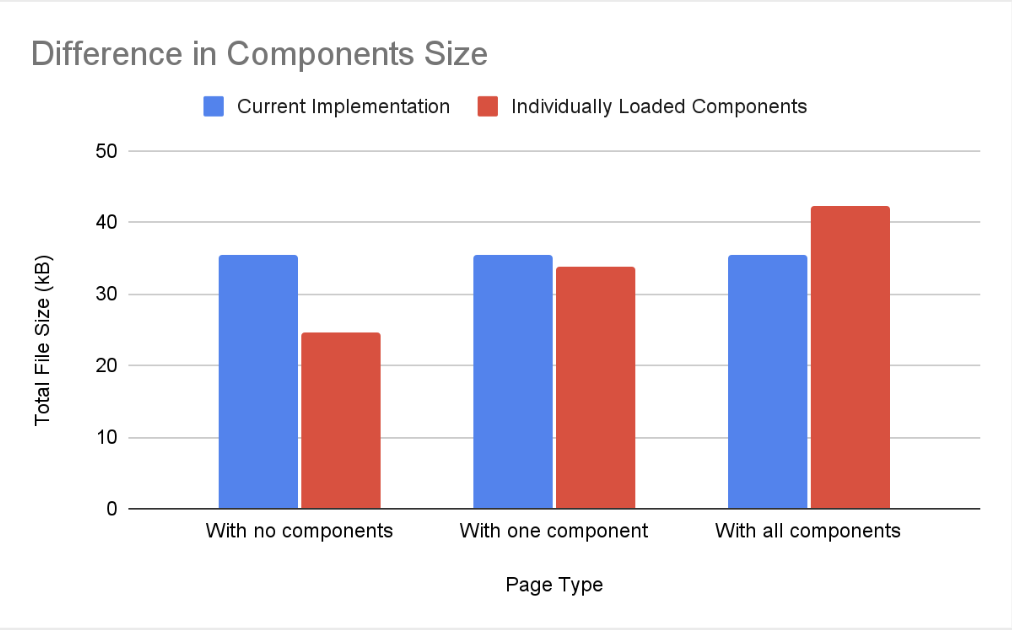 Difference in Components Size
Current Implementation Individually Loaded Components
50
40
30
20
10
0
Total File Size (kB)
With no components With one component With all components
Page Type